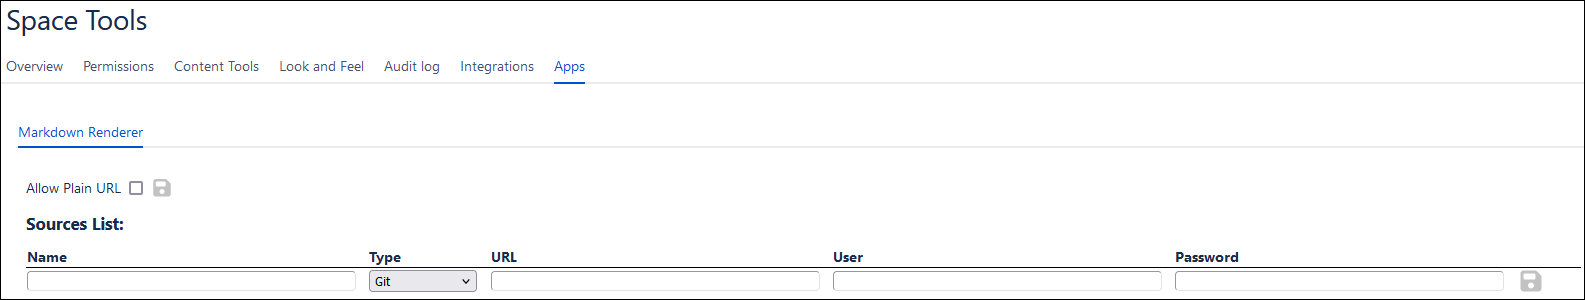 Space Tools
Overview Permissions Content Tools Look and Feel Audit log Integrations Apps
Markdown Renderer
Allow Plain URL
Sources List:
Name Type URL User Password
Git